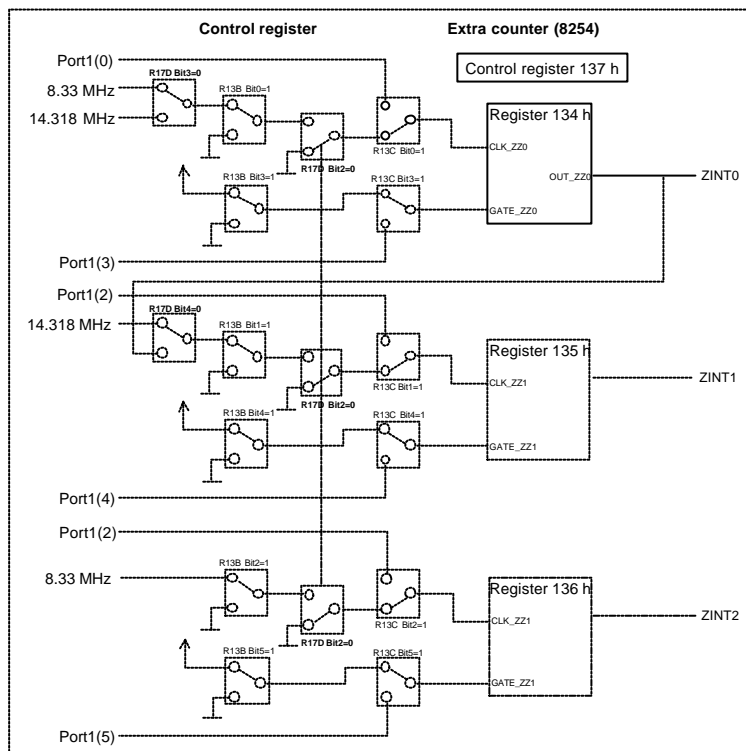 Control register
Extra counter (8254)
Port1(0)
Control register 137 h
R17D Bit3=0
8.33 MHz
R13B Bit0=1
14.318 MHz
Register 134 h
CLK_ZZ0
R13C Bit0=1
R17D Bit2=0
R13B Bit3=1
R13C Bit3=1
OUT_ZZ0
ZINT0
GATE_ZZ0
Port1(3)
Port1(2)
R17D Bit4=0
14.318 MHz
R13B Bit1=1
Register 135 h
CLK_ZZ1
R13C Bit1=1
R17D Bit2=0
ZINT1
R13B Bit4=1
R13C Bit4=1
GATE_ZZ1
Port1(4)
Port1(2)
R13B Bit2=1
8.33 MHz
Register 136 h
CLK_ZZ1
ZINT2
R13C Bit2=1
R17D Bit2=0
R13B Bit5=1
R13C Bit5=1
GATE_ZZ1
Port1(5)